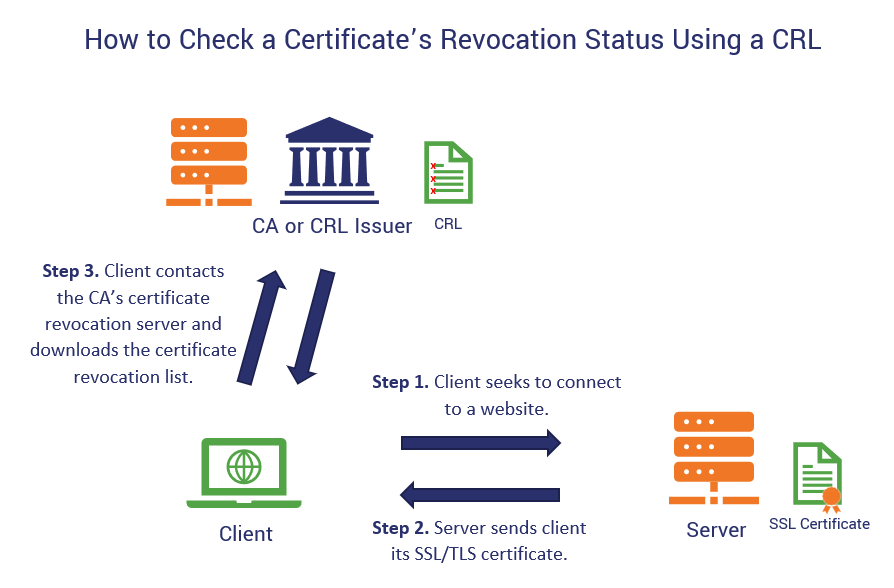 How to Check a Certificate's Revocation Status Using a CRL
CA or CRL Issuer
CRL
Step 3. Client contacts
the CA's certificate
revocation server and
downloads the certificate
revocation list.
Step 1. Client seeks to connect
to a website.
Client
Step 2. Server sends client
its SSL/TLS certificate.
Server
SSL Certificate